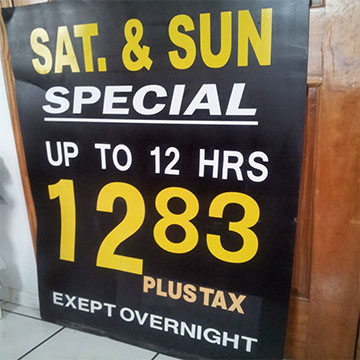 SAT. & SUN
SPECIAL
UP TO 12 HRS
1283
PLUS TAX
EXEPT OVERNIGHT